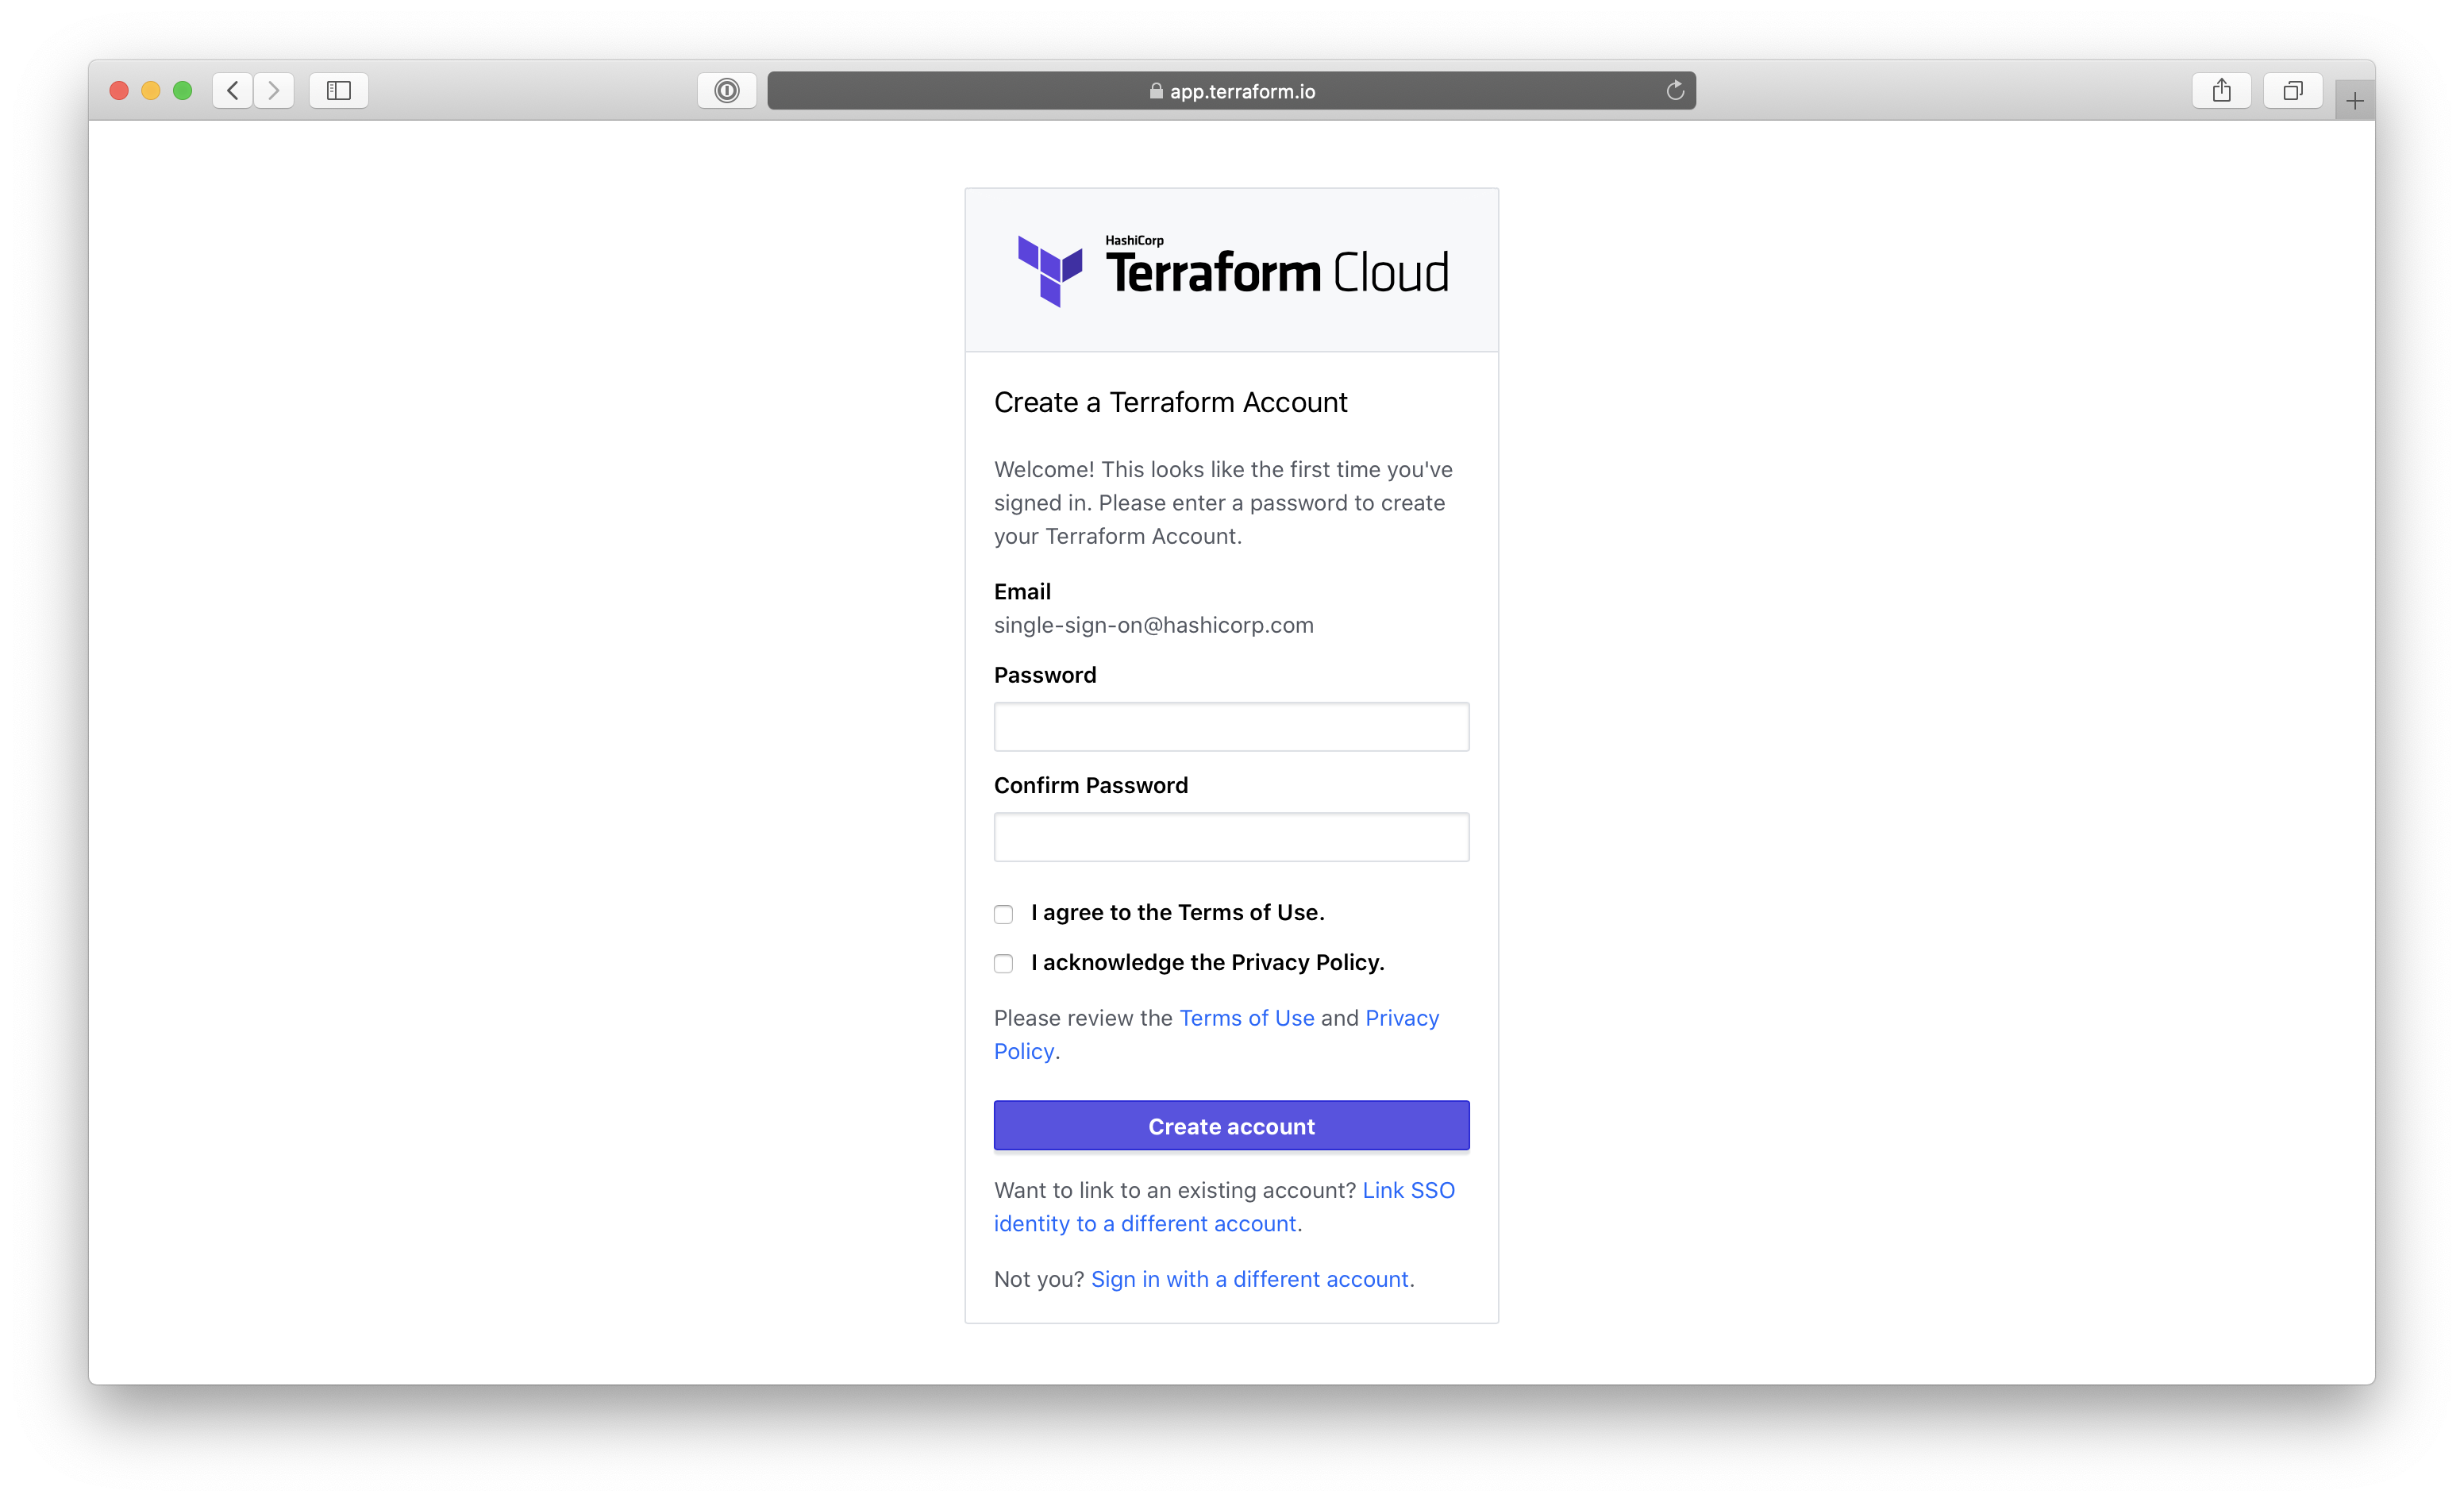 app.terraform.io
HashiCorp
Terraform Cloud
Create a Terraform Account
Welcome! This looks like the first time you've
signed in. Please enter a password to create
your Terraform Account.
Email
single-sign-on@hashicorp.com
Password
Confirm Password
I agree to the Terms of Use.
I acknowledge the Privacy Policy.
Please review the Terms of Use and Privacy
Policy.
Create account
Want to link to an existing account? Link SSO
identity to a different account.
Not you? Sign in with a different account.